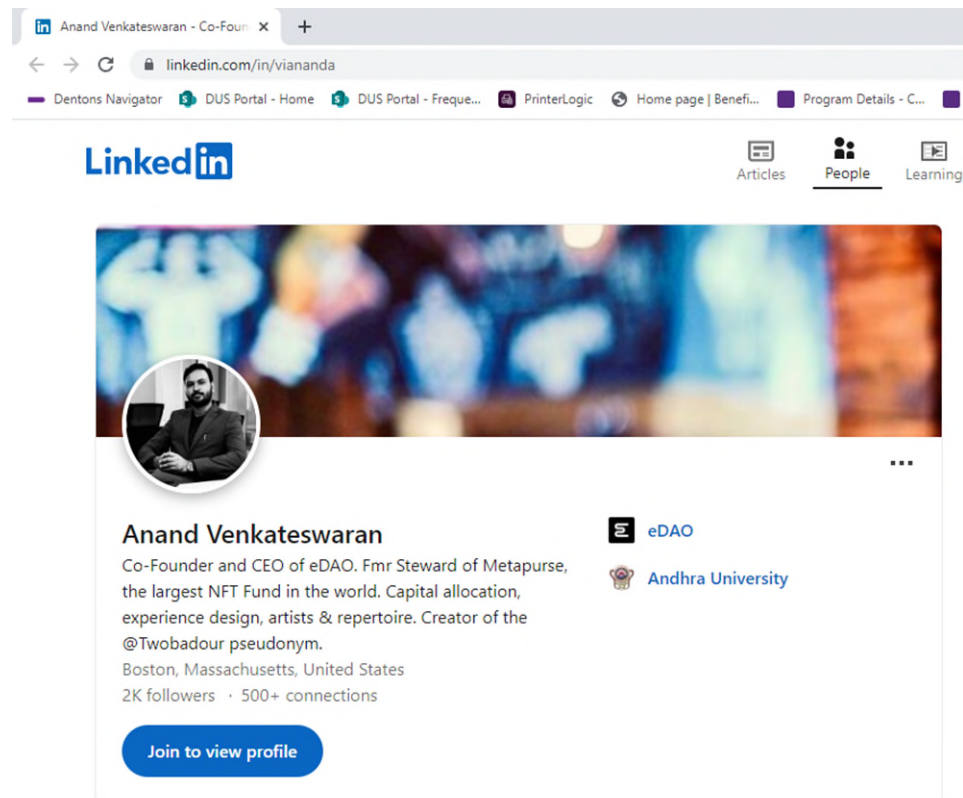 Anand Venkateswaran - Co-Foun
linkedin.com/in/viananda
Dentons Navigator DUS Portal - Home DUS Portal - Freque... PrinterLogic Home page | Benefi... Program Details - C...
Linked in
Articles People Learning
Anand Venkateswaran
Co-Founder and CEO of eDAO. Fmr Steward of Metapurse,
the largest NFT Fund in the world. Capital allocation,
experience design, artists & repertoire. Creator of the
@Twobadour pseudonym.
Boston, Massachusetts, United States
2K followers · 500+ connections
Join to view profile
eDAO
Andhra University